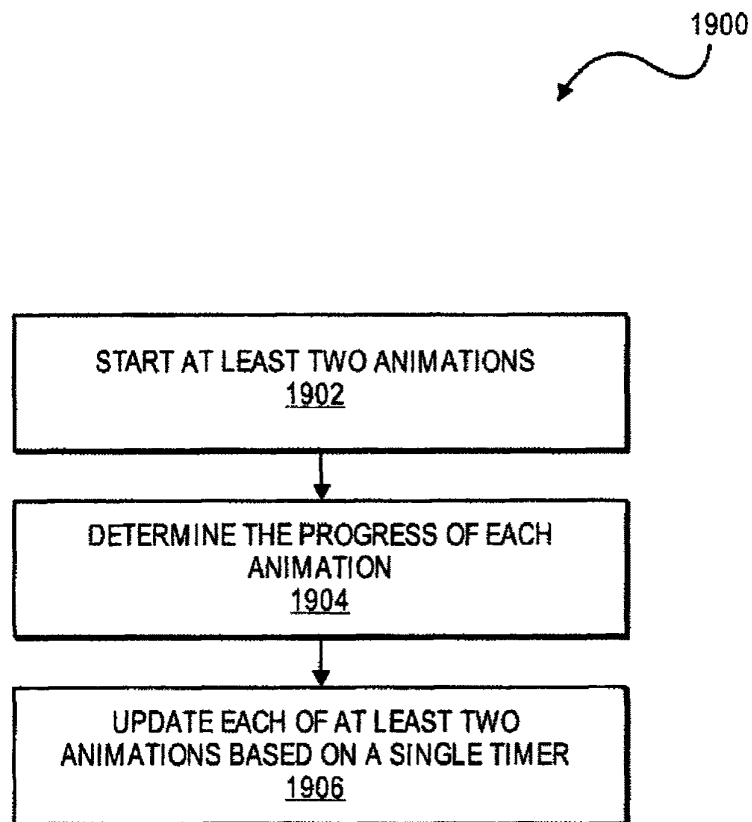 1900
START AT LEAST TWO ANIMATIONS
1902
DETERMINE THE PROGRESS OF EACH
ANIMATION
1904
UPDATE EACH OF AT LEAST TWO
ANIMATIONS BASED ON A SINGLE TIMER
1906